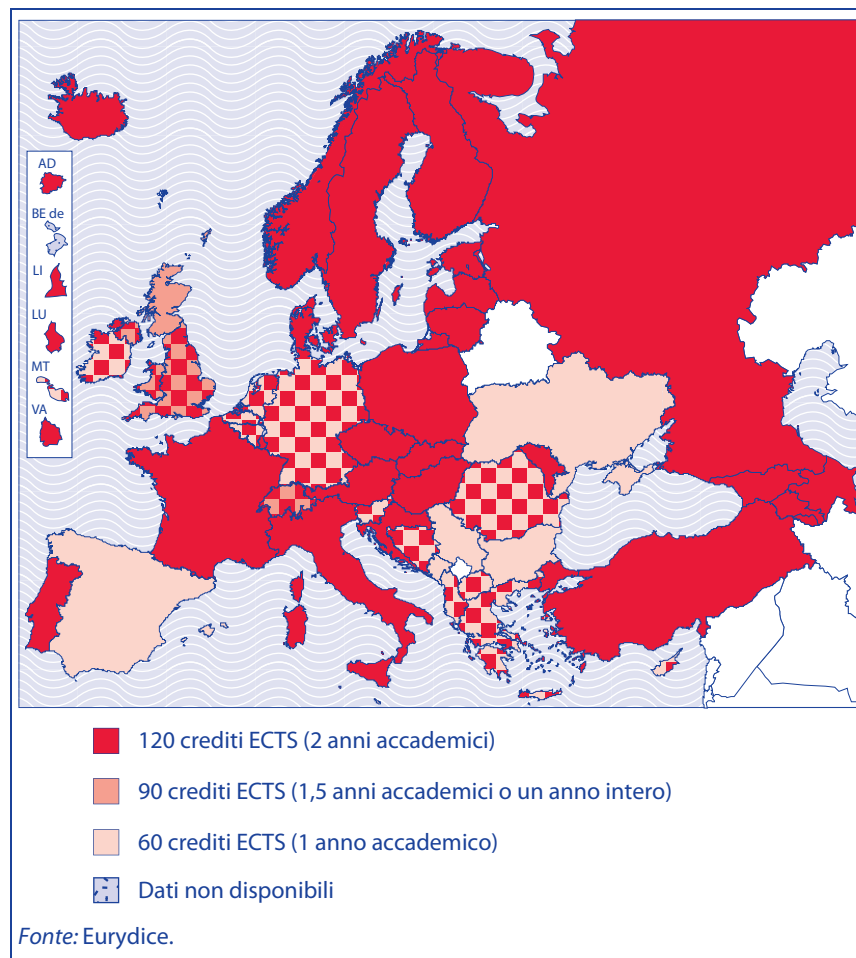 AD
BE de
LI
LU
MT
VA
120 crediti ECTS (2 anni accademici)
90 crediti ECTS (1,5 anni accademici o un anno intero)
60 crediti ECTS (1 anno accademico)
Dati non disponibili
Fonte: Eurydice.